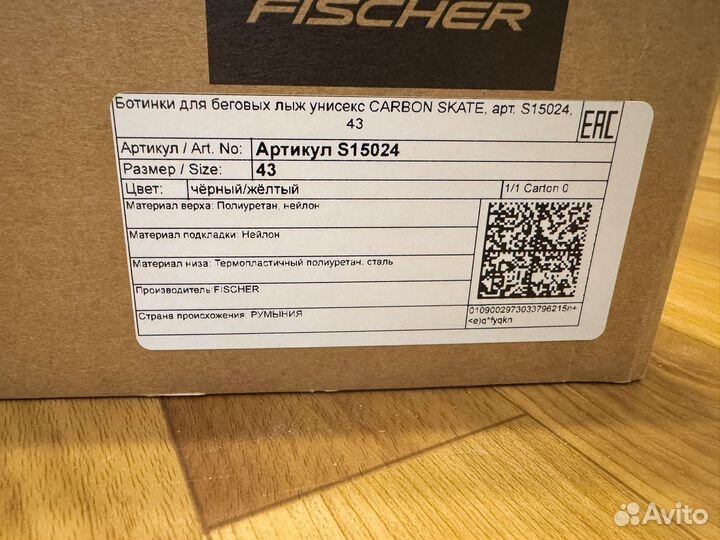 FISCHER
Ботинки для беговых лыж унисекс CARBON SKATE, арт. S15024,
43
EAC
Артикул / Art. No: Артикул S15024
Размер / Size: 43
Цвет: чёрный/жёлтый 1/1 Carton 0
Материал верха: Полиуретан, нейлон
Материал подкладки: Нейлон
Материал низа: Термопластичный полиуретан, сталь
Производитель:FISCHER
Страна происхождения: РУМЫНИЯ
0109002973033796215n+
<e)q*fyqkn
Avito